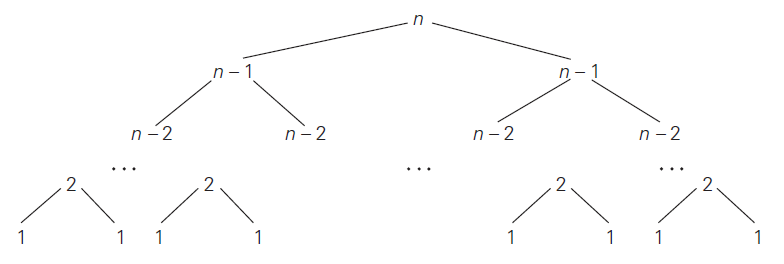 n
n – 1 n – 1
n – 2 n – 2 n – 2 n – 2
... ... ...
2 2 2 2
1 1 1 1 1 1 1 1